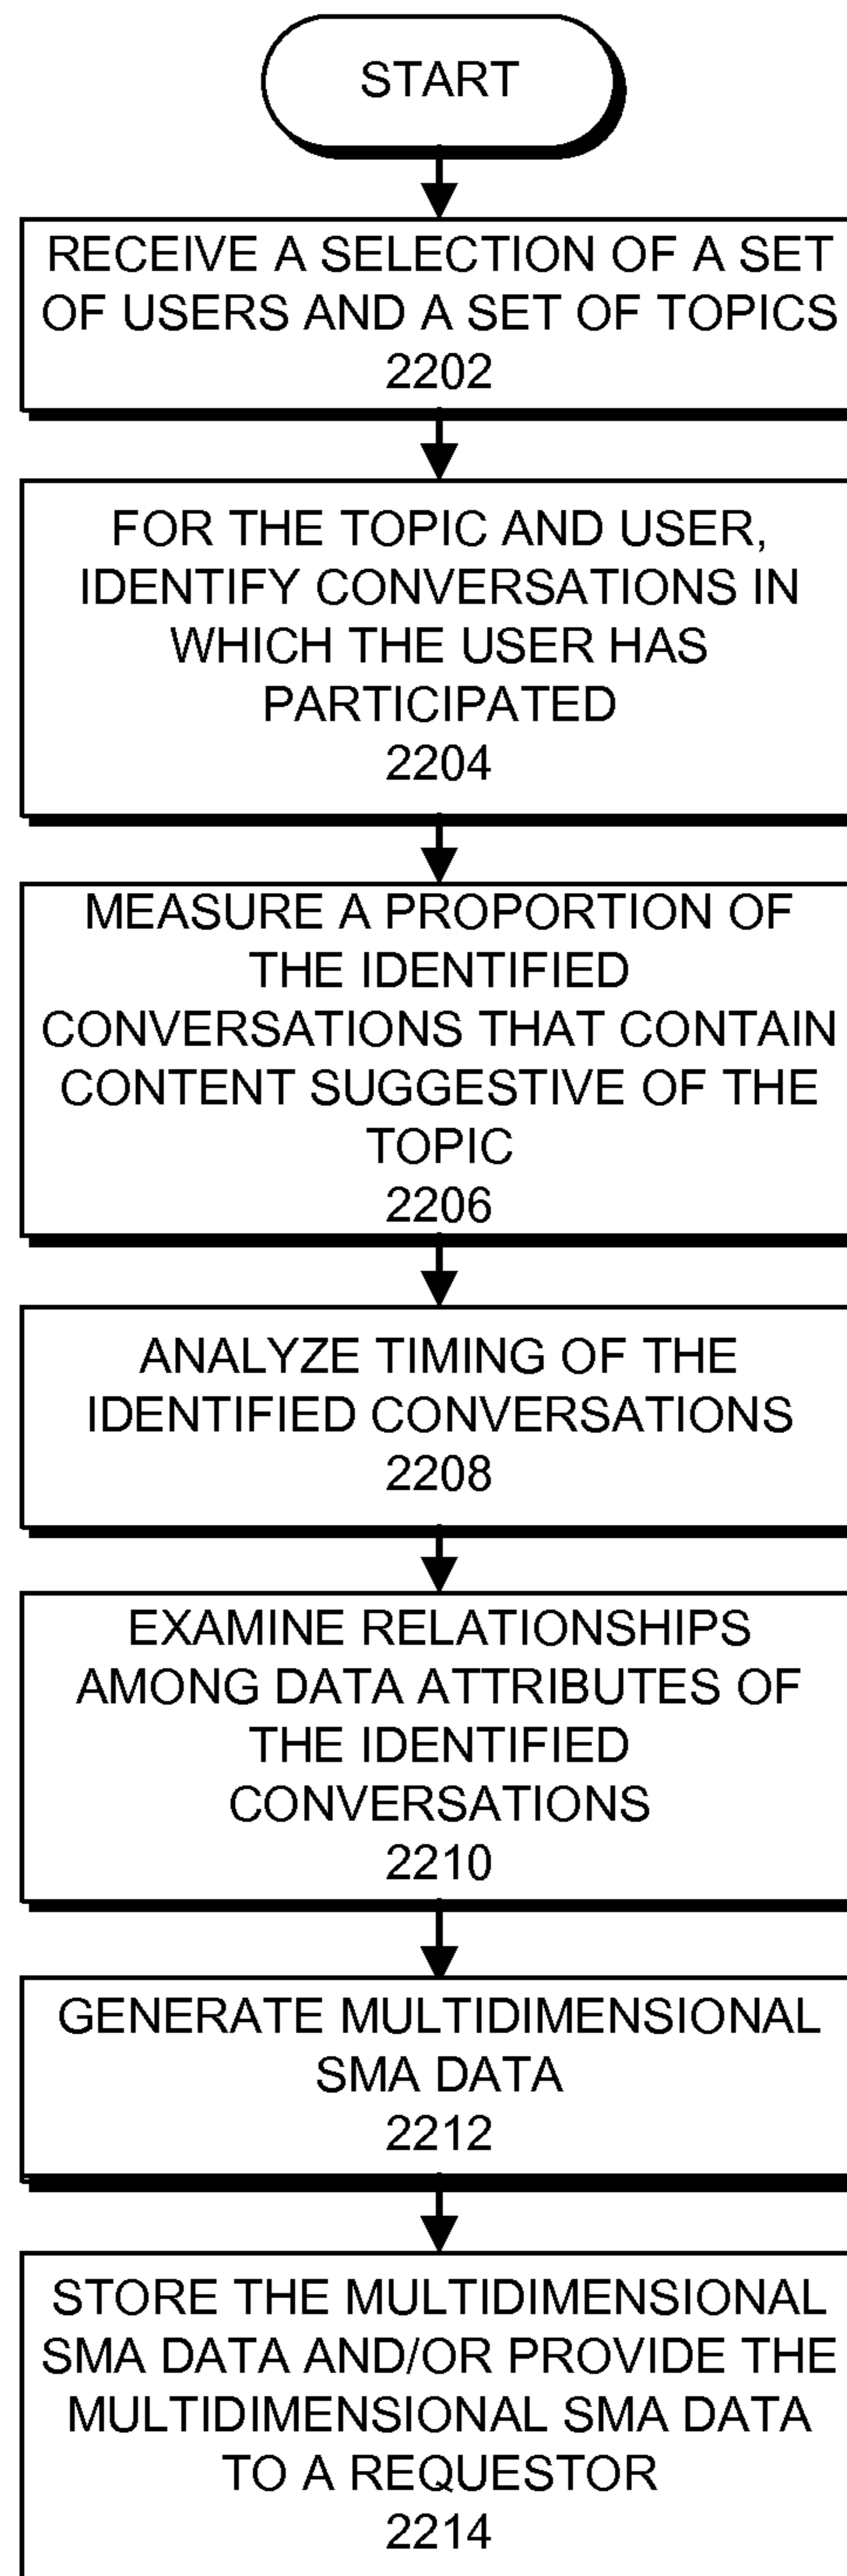 START
RECEIVE A SELECTION OF A SET
OF USERS AND A SET OF TOPICS
2202
FOR THE TOPIC AND USER,
IDENTIFY CONVERSATIONS IN
WHICH THE USER HAS
PARTICIPATED
2204
MEASURE A PROPORTION OF
THE IDENTIFIED
CONVERSATIONS THAT CONTAIN
CONTENT SUGGESTIVE OF THE
TOPIC
2206
ANALYZE TIMING OF THE
IDENTIFIED CONVERSATIONS
2208
EXAMINE RELATIONSHIPS
AMONG DATA ATTRIBUTES OF
THE IDENTIFIED
CONVERSATIONS
2210
GENERATE MULTIDIMENSIONAL
SMA DATA
2212
STORE THE MULTIDIMENSIONAL
SMA DATA AND/OR PROVIDE THE
MULTIDIMENSIONAL SMA DATA
TO A REQUESTOR
2214